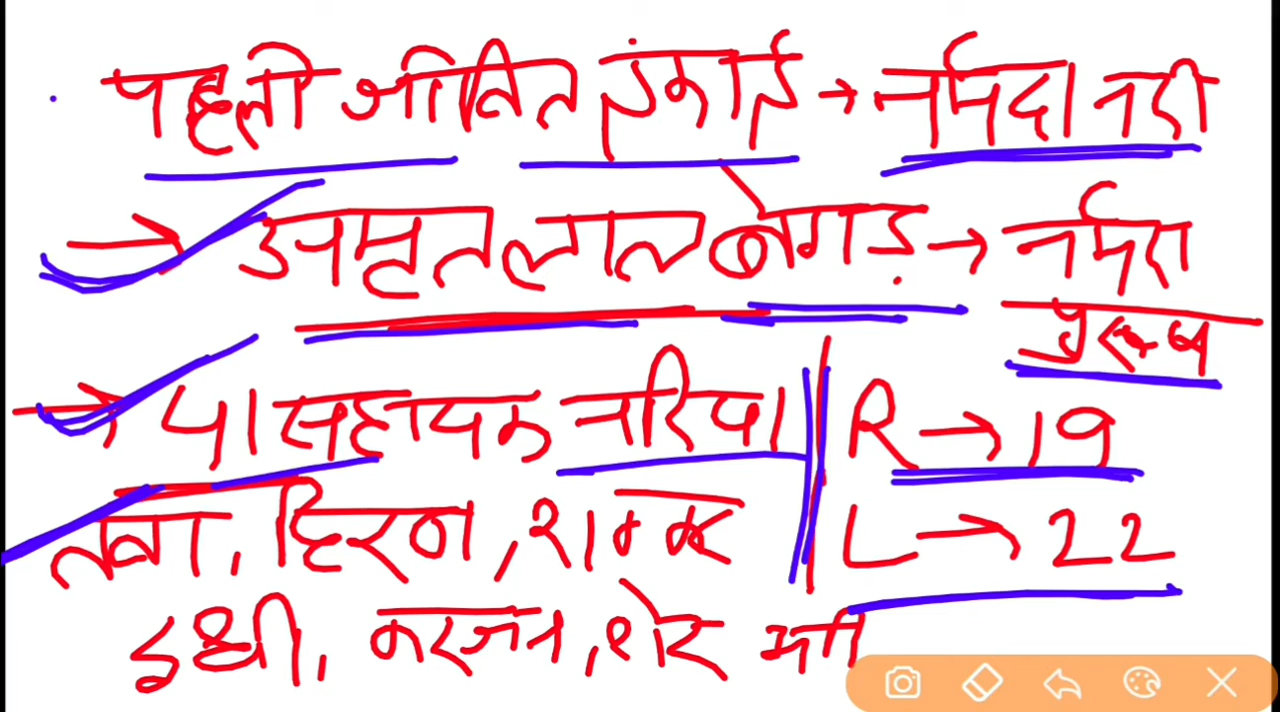 पहली जीवित इंकाई → नर्मदा नदी
→ अमृतलाल बेगड़ → नर्मदा
पुरुष
→ 41 सहायक नदिया
R → 19
L → 22
तवा, हिरण, शक्कर
दुधी, करजन, शेर